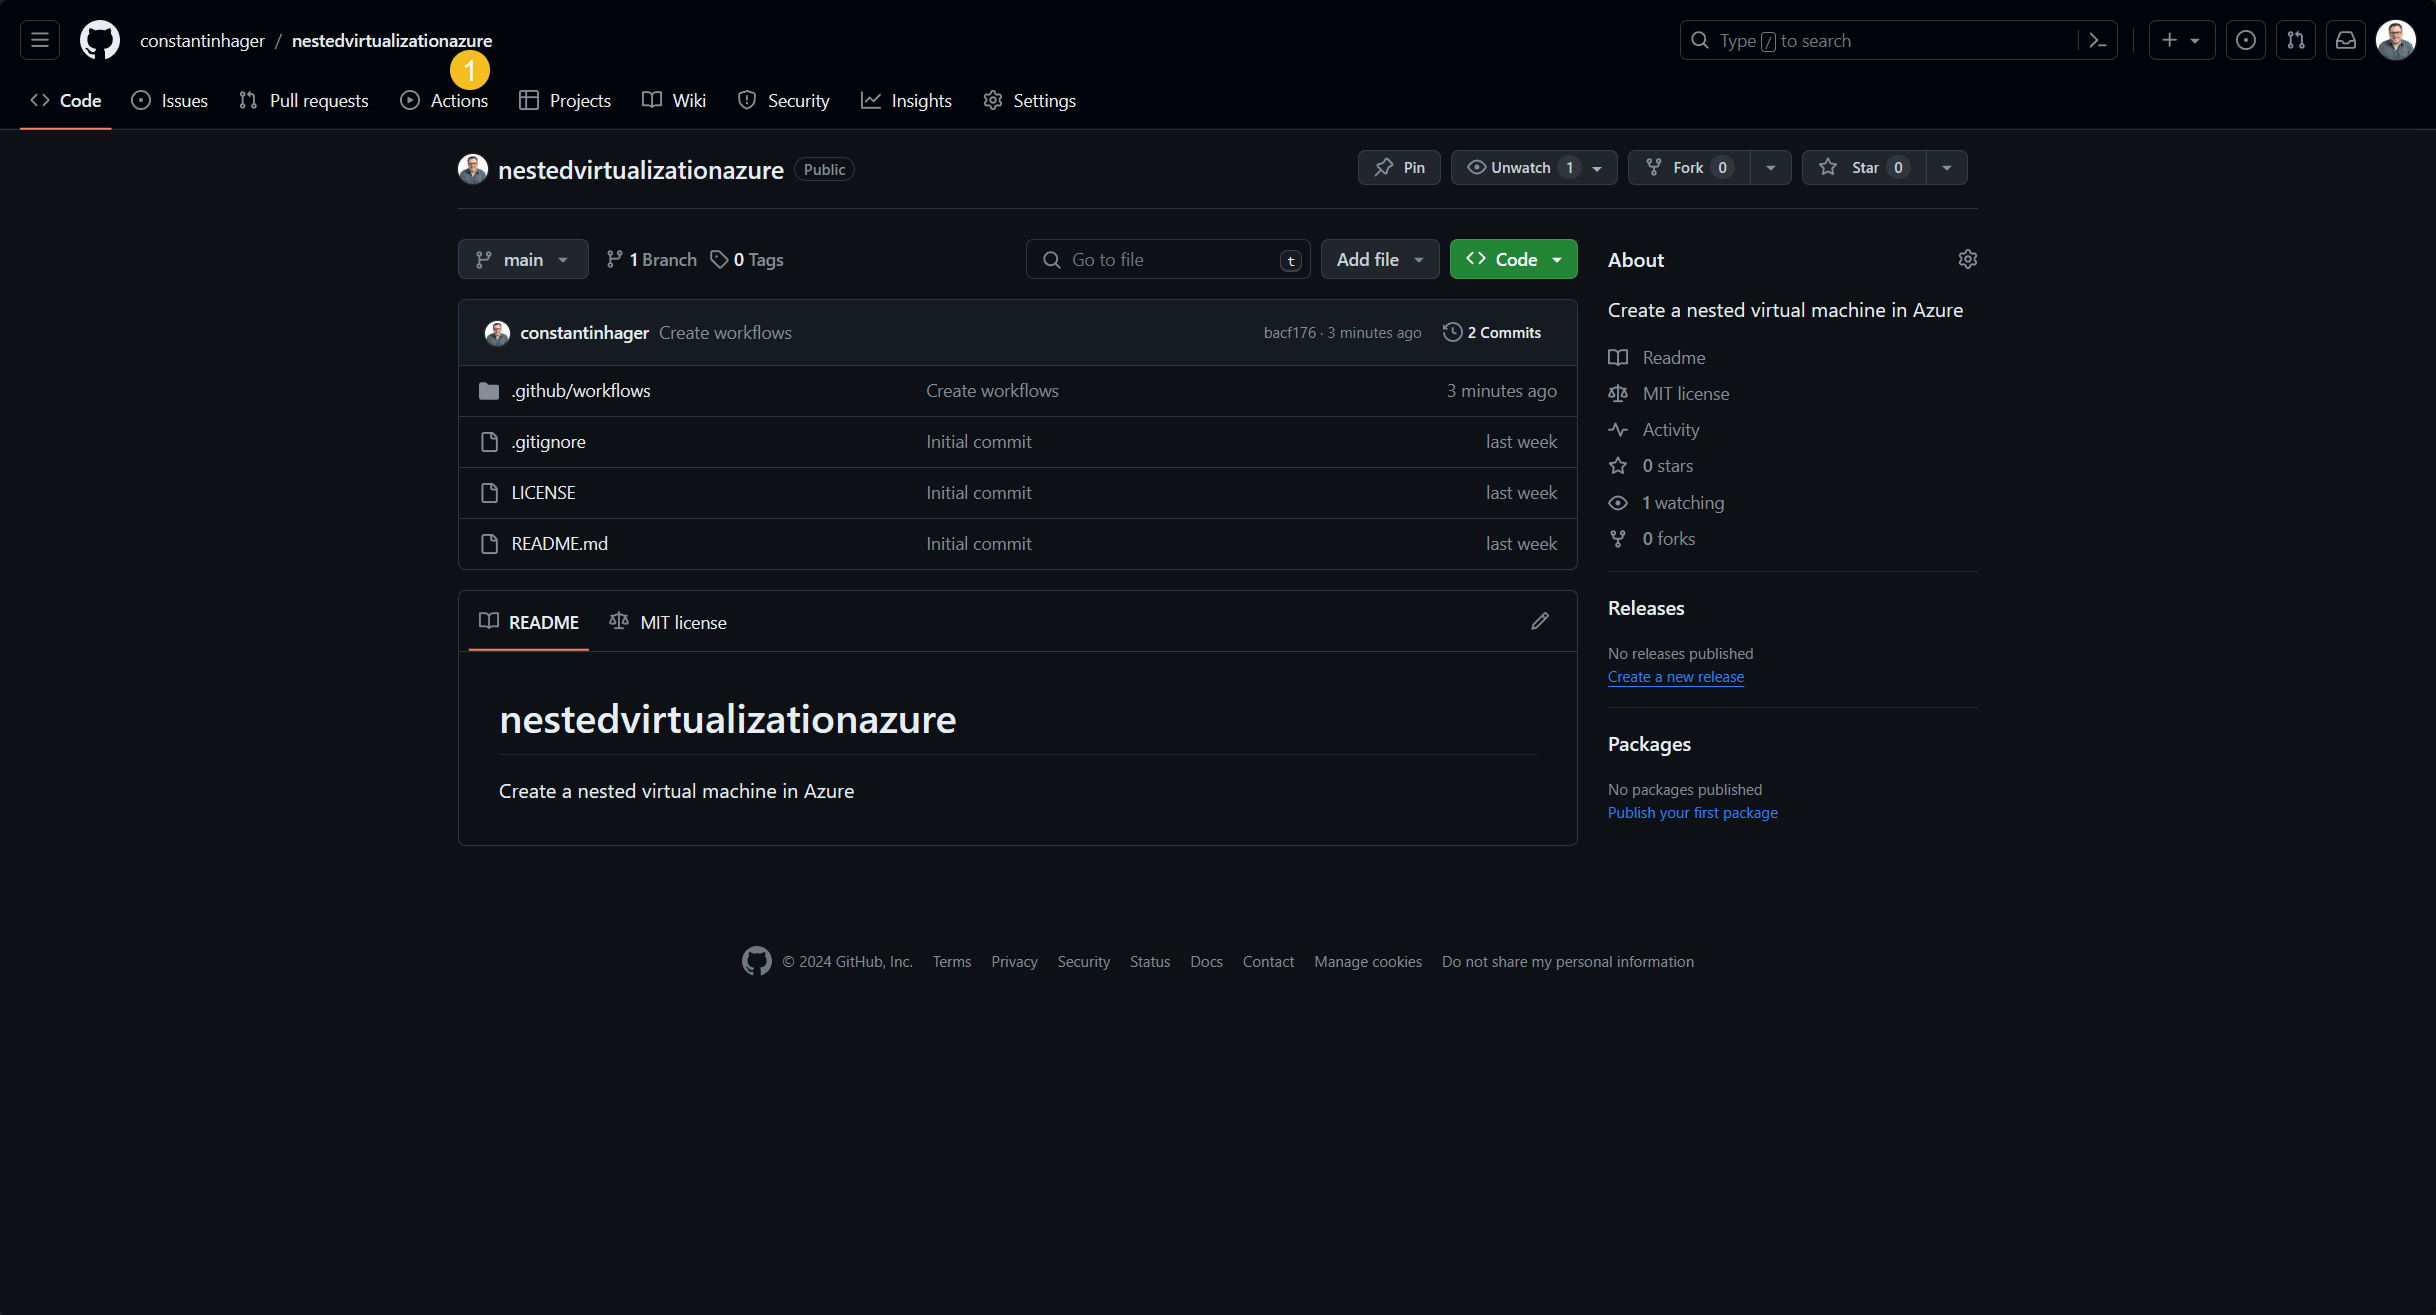 constantinhager / nestedvirtualizationazure
Type / to search
1
Code Issues Pull requests Actions Projects Wiki Security Insights Settings
nestedvirtualizationazure Public
Pin Unwatch 1 Fork 0 Star 0
main 1 Branch 0 Tags Go to file t Add file Code
constantinhager Create workflows bacf176 · 3 minutes ago 2 Commits
.github/workflows Create workflows 3 minutes ago
.gitignore Initial commit last week
LICENSE Initial commit last week
README.md Initial commit last week
README MIT license
nestedvirtualizationazure
Create a nested virtual machine in Azure
About
Create a nested virtual machine in Azure
Readme
MIT license
Activity
0 stars
1 watching
0 forks
Releases
No releases published
Create a new release
Packages
No packages published
Publish your first package
© 2024 GitHub, Inc. Terms Privacy Security Status Docs Contact Manage cookies Do not share my personal information